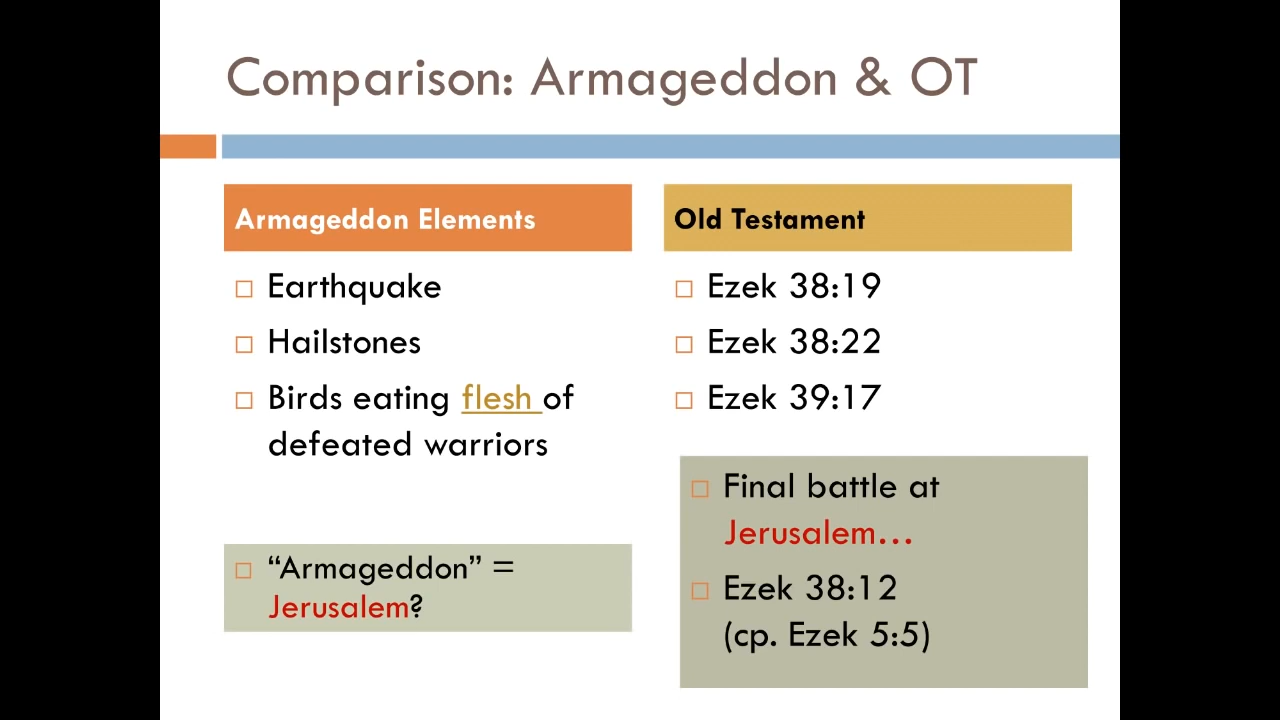 Comparison: Armageddon & OT
Armageddon Elements
Earthquake
Hailstones
Birds eating flesh of
defeated warriors
“Armageddon” =
Jerusalem?
Old Testament
Ezek 38:19
Ezek 38:22
Ezek 39:17
Final battle at
Jerusalem…
Ezek 38:12
(cp. Ezek 5:5)